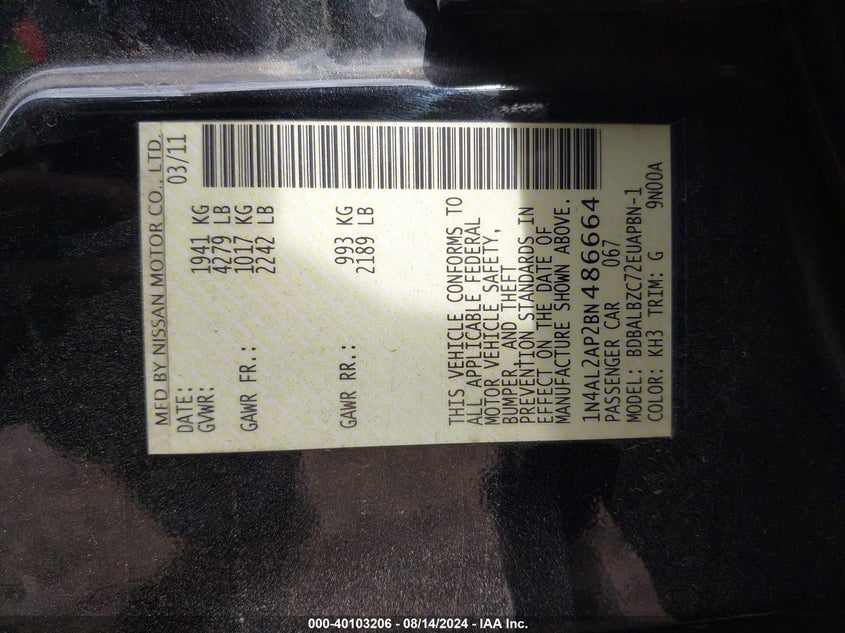 MFD BY NISSAN MOTOR CO., LTD.
DATE: 03/11
GVWR: 1941 KG
4279 LB
GAWR FR.: 1017 KG
2242 LB
GAWR RR.: 993 KG
2189 LB
THIS VEHICLE CONFORMS TO
ALL APPLICABLE FEDERAL
MOTOR VEHICLE SAFETY,
BUMPER, AND THEFT
PREVENTION STANDARDS IN
EFFECT ON THE DATE OF
MANUFACTURE SHOWN ABOVE.
1N4AL2AP2BN486664
PASSENGER CAR 067
MODEL: BDBALBZC72EUAPBN-1
COLOR: KH3 TRIM: G 9N00A
000-40103206 - 08/14/2024 - IAA Inc.